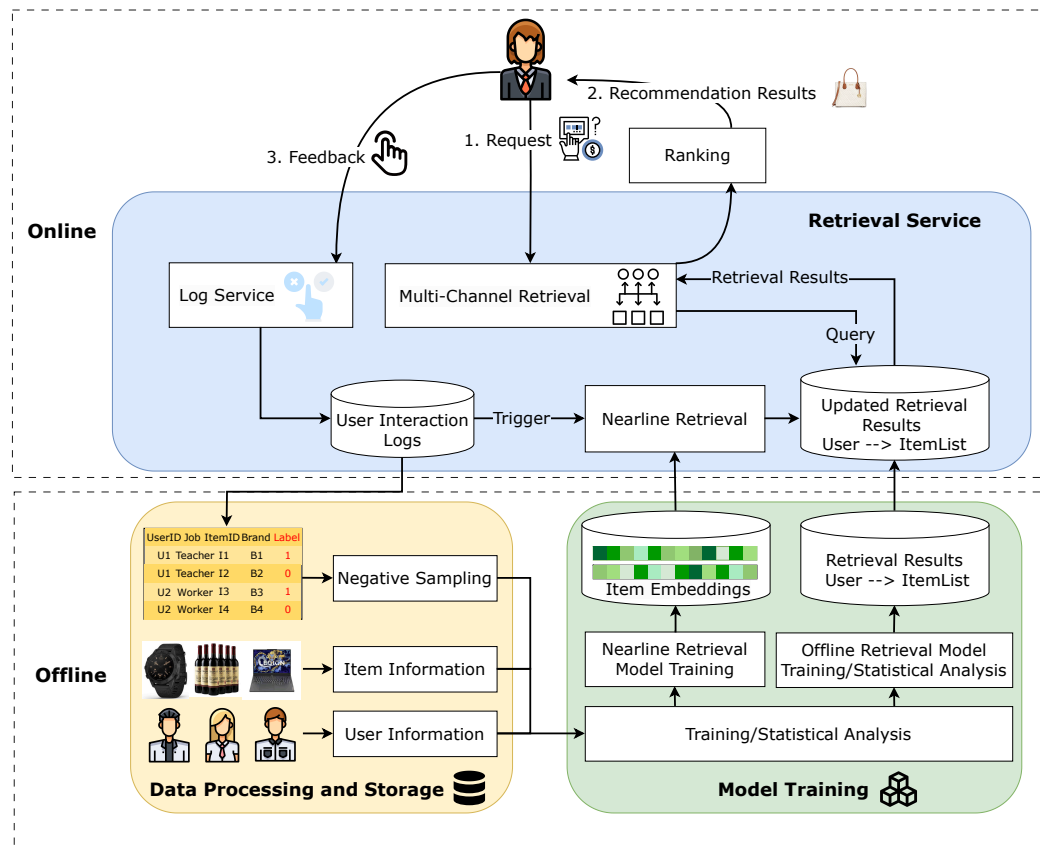 2. Recommendation Results
1. Request
?
$
3. Feedback
Ranking
Online
Retrieval Service
Log Service
Multi-Channel Retrieval
Retrieval Results
Query
User Interaction
Logs
Trigger
Nearline Retrieval
Updated Retrieval
Results
User --> ItemList
UserID Job ItemID Brand Label
U1 Teacher I1 B1 1
U1 Teacher I2 B2 0
U2 Worker I3 B3 1
U2 Worker I4 B4 0
Negative Sampling
Item Embeddings
Retrieval Results
User --> ItemList
Offline
LEGION
Item Information
Nearline Retrieval
Model Training
Offline Retrieval Model
Training/Statistical Analysis
User Information
Training/Statistical Analysis
Data Processing and Storage
Model Training